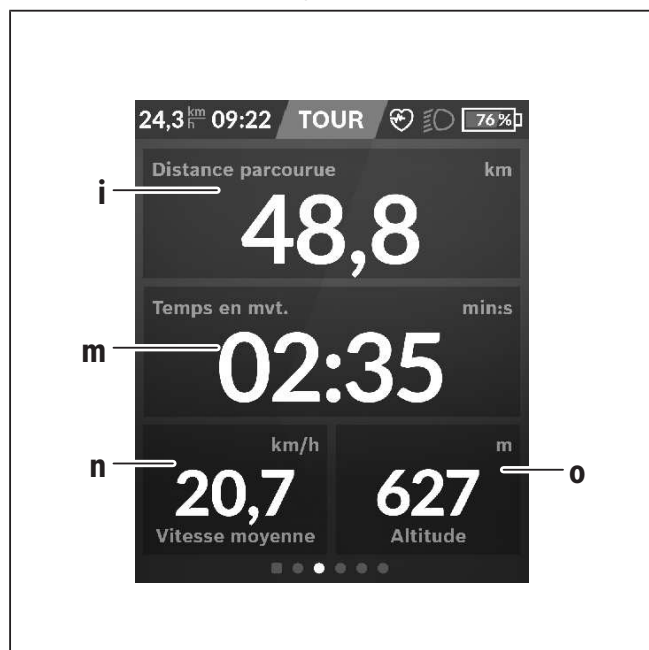 24,3 km/h 09:22 TOUR 76 %
Distance parcourue km
i
48,8
Temps en mvt. min:s
m
02:35
km/h m
n o
20,7 627
Vitesse moyenne Altitude